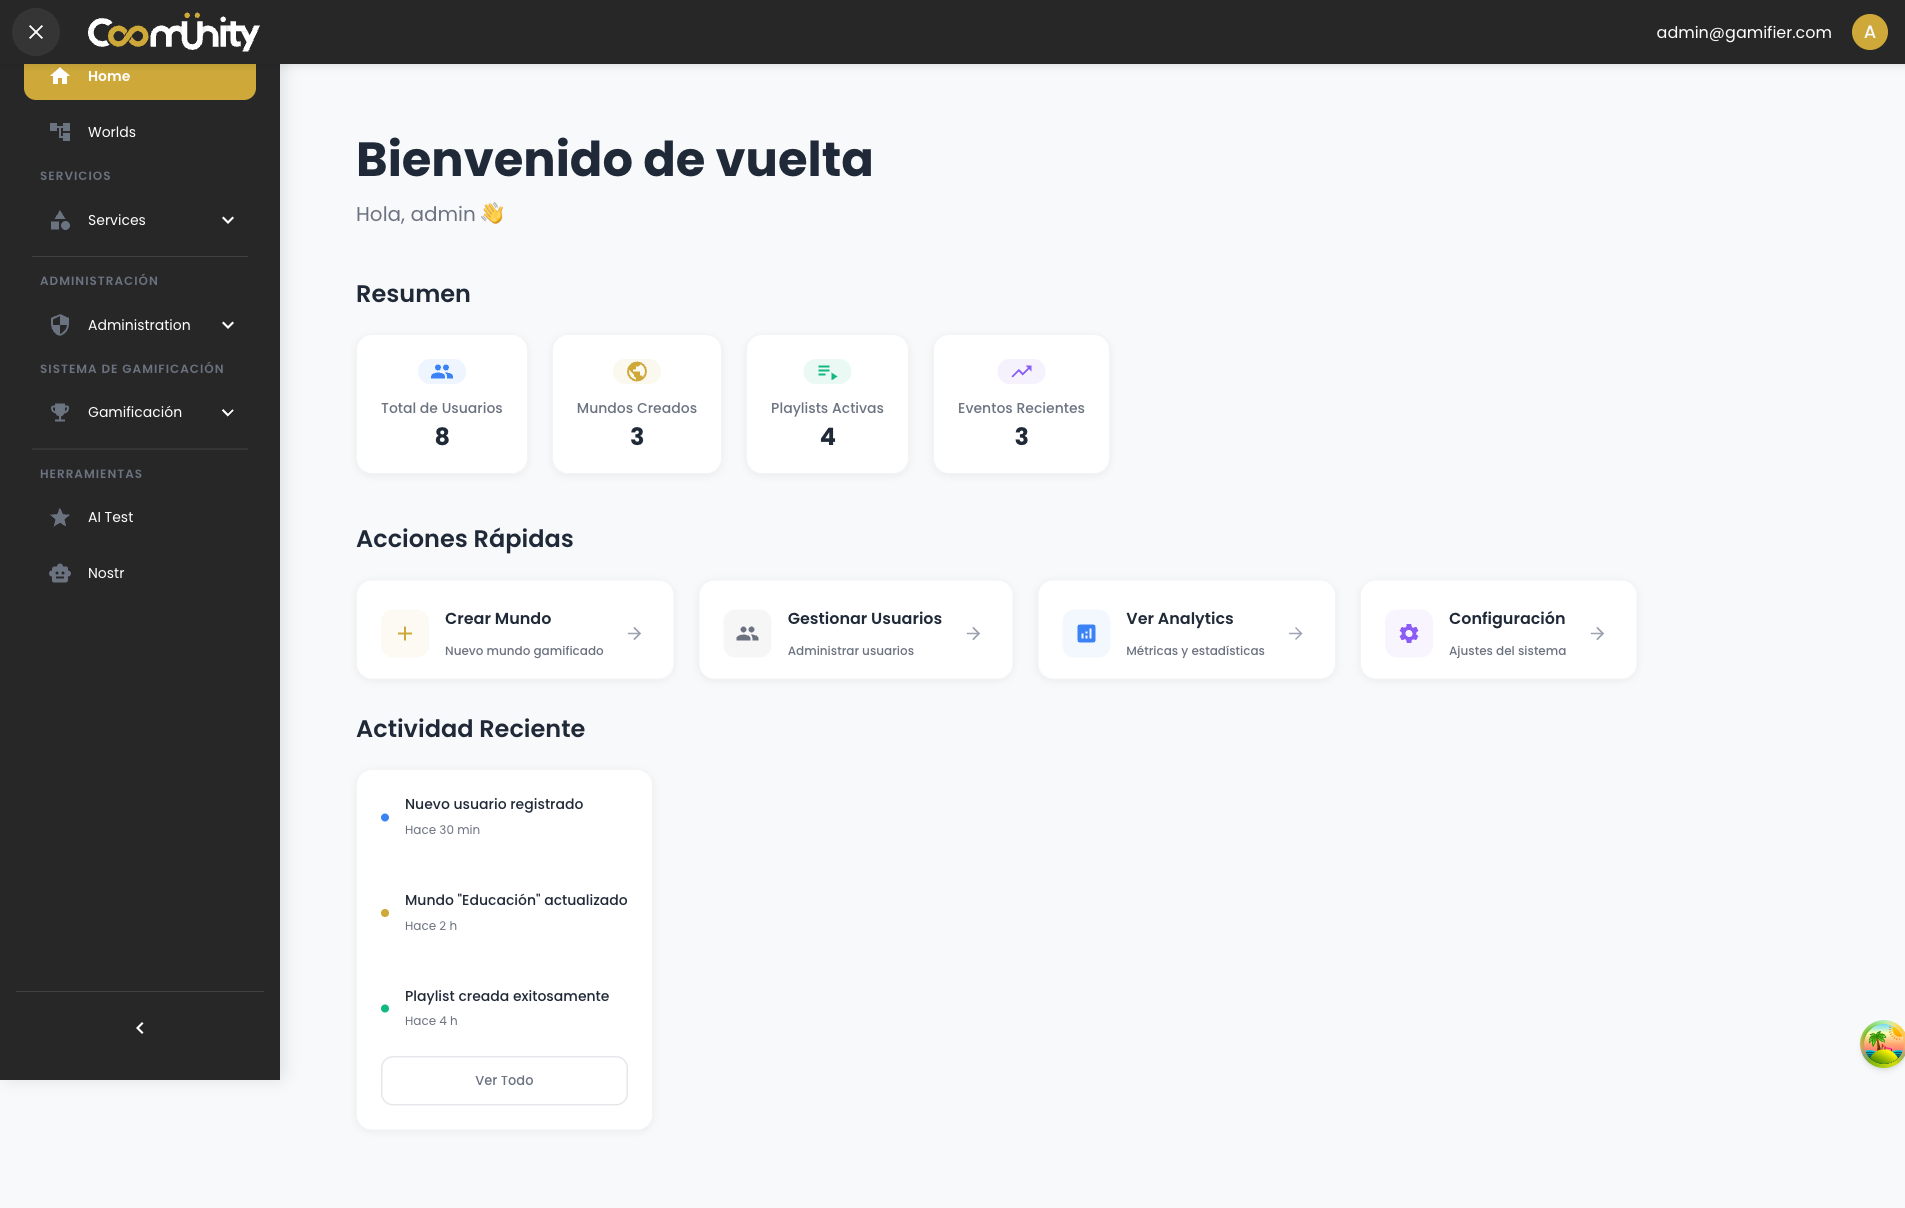 Coomünity
admin@gamifier.com
A
Home
Worlds
SERVICIOS
Services
ADMINISTRACIÓN
Administration
SISTEMA DE GAMIFICACIÓN
Gamificación
HERRAMIENTAS
AI Test
Nostr
Bienvenido de vuelta
Hola, admin 👋
Resumen
Total de Usuarios
8
Mundos Creados
3
Playlists Activas
4
Eventos Recientes
3
Acciones Rápidas
Crear Mundo
Nuevo mundo gamificado
Gestionar Usuarios
Administrar usuarios
Ver Analytics
Métricas y estadísticas
Configuración
Ajustes del sistema
Actividad Reciente
Nuevo usuario registrado
Hace 30 min
Mundo "Educación" actualizado
Hace 2 h
Playlist creada exitosamente
Hace 4 h
Ver Todo